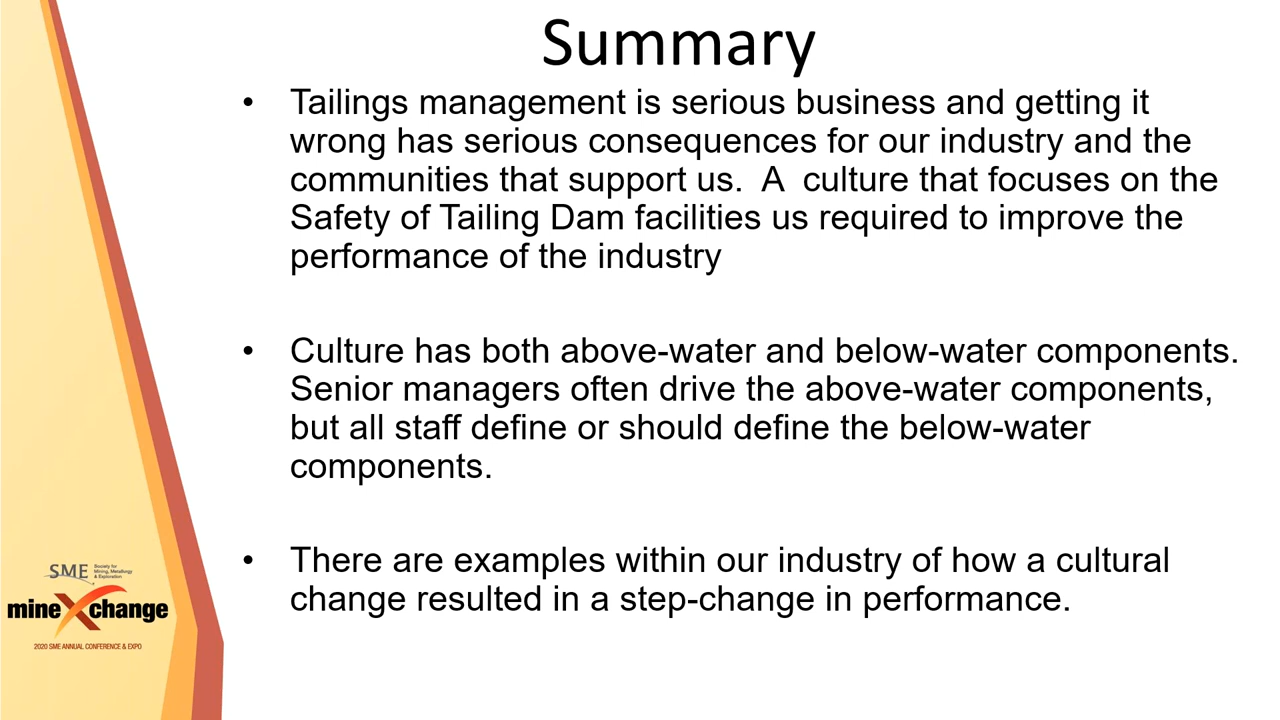 Summary
• Tailings management is serious business and getting it
wrong has serious consequences for our industry and the
communities that support us.  A  culture that focuses on the
Safety of Tailing Dam facilities us required to improve the
performance of the industry
• Culture has both above-water and below-water components.
Senior managers often drive the above-water components,
but all staff define or should define the below-water
components.
• There are examples within our industry of how a cultural
change resulted in a step-change in performance.
SME
Society for
Mining, Metallurgy
& Exploration
mineXchange
2020 SME ANNUAL CONFERENCE & EXPO